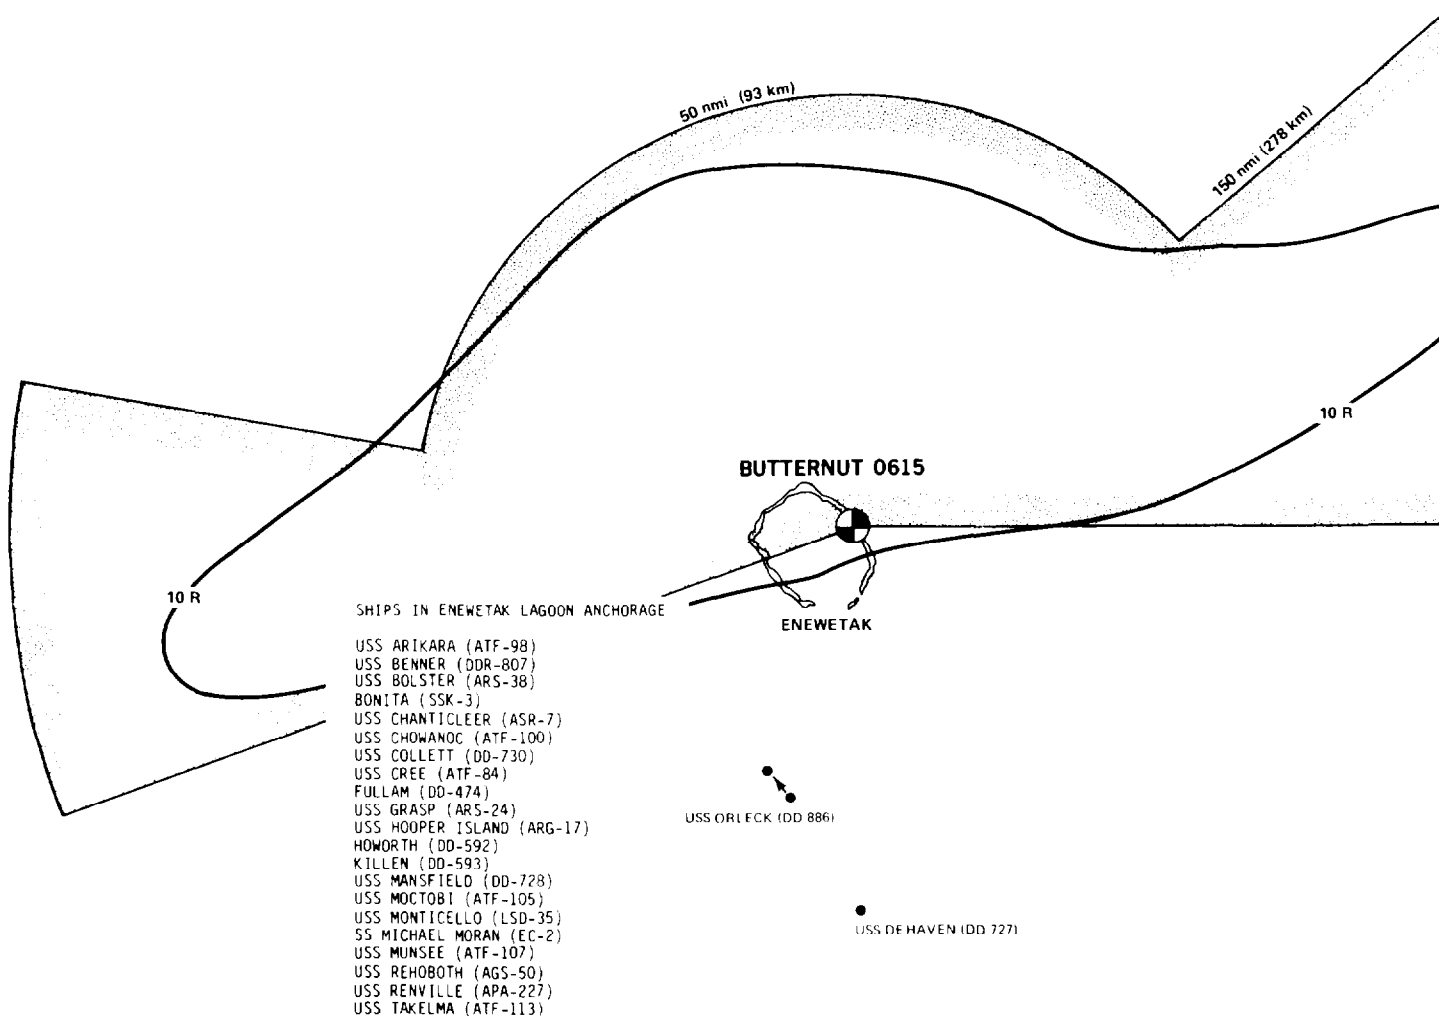 50 nmi (93 km)
150 nmi (278 km)
10 R
BUTTERNUT 0615
10 R
ENEWETAK
SHIPS IN ENEWETAK LAGOON ANCHORAGE
USS ARIKARA (ATF-98)
USS BENNER (DDR-807)
USS BOLSTER (ARS-38)
BONITA (SSK-3)
USS CHANTICLEER (ASR-7)
USS CHOWANOC (ATF-100)
USS COLLETT (DD-730)
USS CREE (ATF-84)
FULLAM (DD-474)
USS GRASP (ARS-24)
USS HOOPER ISLAND (ARG-17)
HOWORTH (DD-592)
KILLEN (DD-593)
USS MANSFIELD (DD-728)
USS MOCTOBI (ATF-105)
USS MONTICELLO (LSD-35)
SS MICHAEL MORAN (EC-2)
USS MUNSEE (ATF-107)
USS REHOBOTH (AGS-50)
USS RENVILLE (APA-227)
USS TAKELMA (ATF-113)
USS ORLECK (DD 886)
USS DE HAVEN (DD 727)